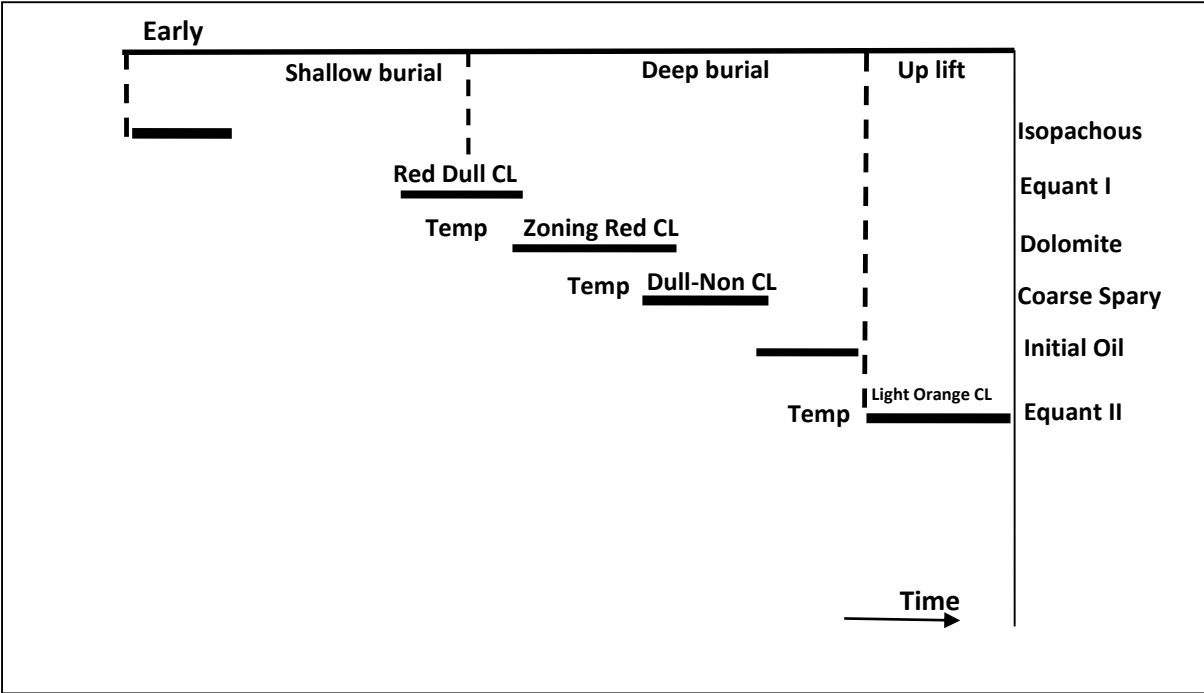 Early
Shallow burial
Deep burial
Up lift
Isopachous
Red Dull CL
Equant I
Temp
Zoning Red CL
Dolomite
Temp
Dull-Non CL
Coarse Spary
Initial Oil
Light Orange CL
Temp
Equant II
Time